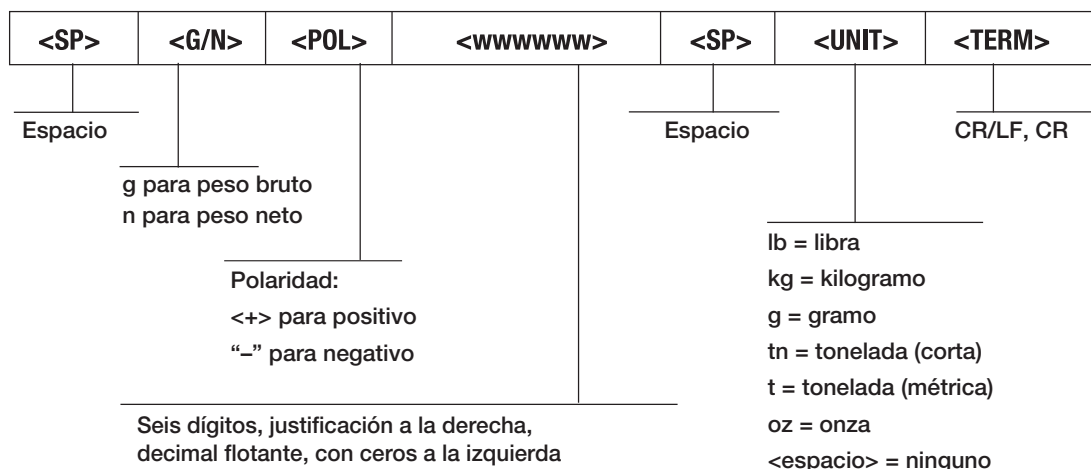 <SP> <G/N> <POL> <wwwwww> <SP> <UNIT> <TERM>
Espacio
Espacio
CR/LF, CR
g para peso bruto
n para peso neto
Polaridad:
<+> para positivo
“–” para negativo
Seis dígitos, justificación a la derecha,
decimal flotante, con ceros a la izquierda
lb = libra
kg = kilogramo
g = gramo
tn = tonelada (corta)
t = tonelada (métrica)
oz = onza
<espacio> = ninguno